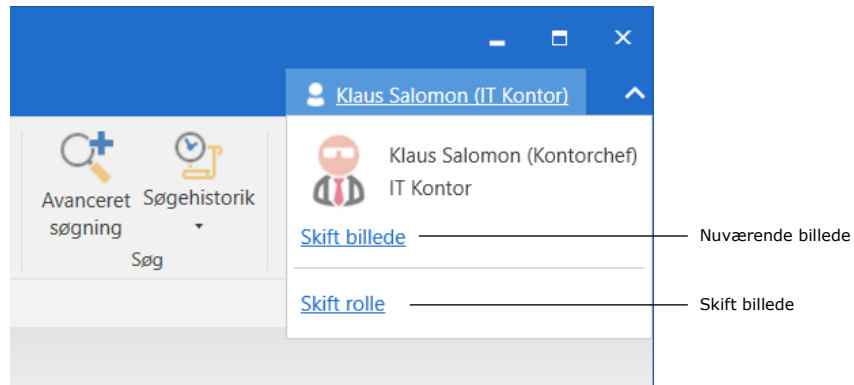 Klaus Salomon (IT Kontor)
Klaus Salomon (Kontorchef)
IT Kontor
Avanceret
søgning
Søgehistorik
Søg
Skift billede
Nuværende billede
Skift rolle
Skift billede